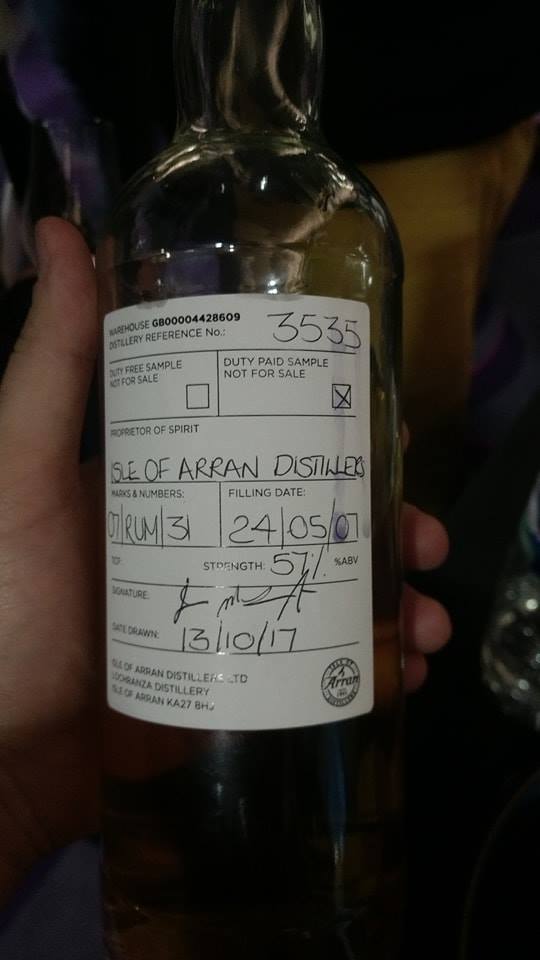 WAREHOUSE GB00004428609
DISTILLERY REFERENCE No.: 3535
DUTY FREE SAMPLE
NOT FOR SALE
DUTY PAID SAMPLE
NOT FOR SALE
PROPRIETOR OF SPIRIT
ISLE OF ARRAN DISTILLERS
MARKS & NUMBERS:
07/RUM/31
FILLING DATE:
24/05/07
STRENGTH: 57% %ABV
SIGNATURE:
DATE DRAWN: 13/10/17
ISLE OF ARRAN DISTILLERS LTD
LOCHRANZA DISTILLERY
ISLE OF ARRAN KA27 8HJ
ISLE OF
Arran
DISTILLERS